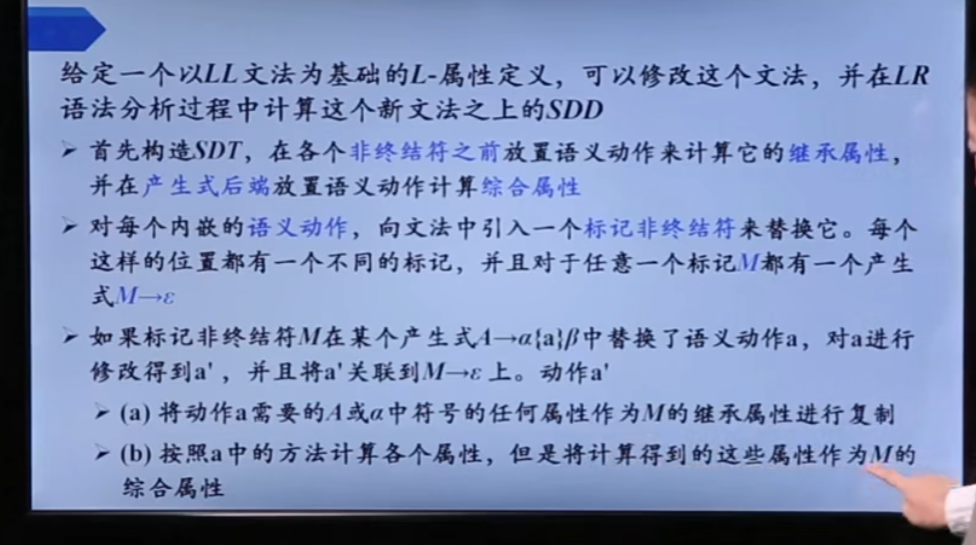 给定一个以LL文法为基础的L-属性定义，可以修改这个文法，并在LR
语法分析过程中计算这个新文法之上的SDD
➢ 首先构造SDT，在各个非终结符之前放置语义动作来计算它的继承属性，
并在产生式后端放置语义动作计算综合属性
➢ 对每个内嵌的语义动作，向文法中引入一个标记非终结符来替换它。每个
这样的位置都有一个不同的标记，并且对于任意一个标记M都有一个产生
式M→ε
➢ 如果标记非终结符M在某个产生式A→α{a}β中替换了语义动作a，对a进行
修改得到a'，并且将a'关联到M→ε 上。动作a'
➢ (a) 将动作a需要的A或α中符号的任何属性作为M的继承属性进行复制
➢ (b) 按照a中的方法计算各个属性，但是将计算得到的这些属性作为M的
综合属性